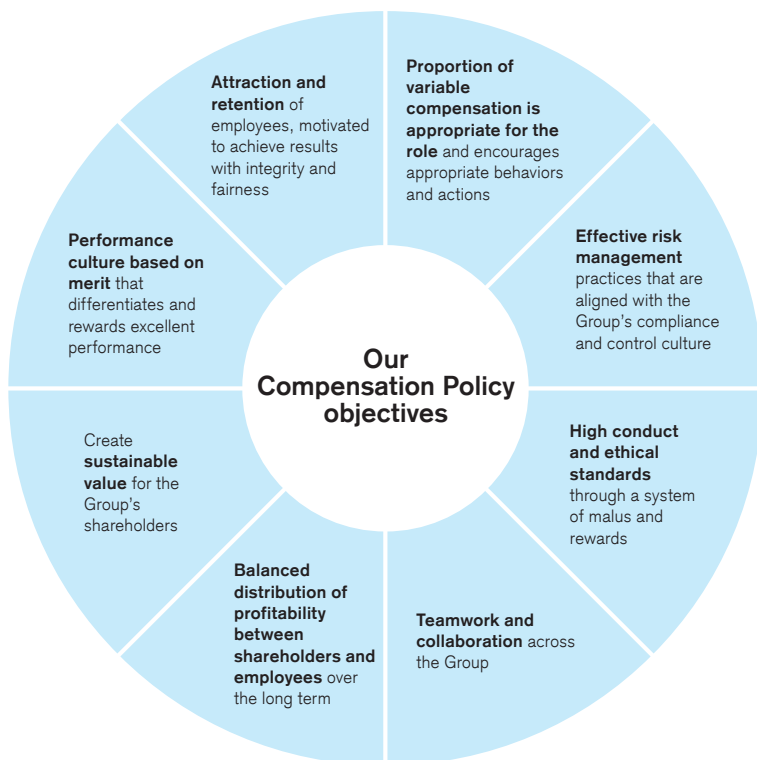 Our
Compensation Policy
objectives
Proportion of
variable
compensation is
appropriate for the
role and encourages
appropriate behaviors
and actions
Effective risk
management
practices that are
aligned with the
Group's compliance
and control culture
High conduct
and ethical
standards
through a system
of malus and
rewards
Teamwork and
collaboration across
the Group
Balanced
distribution of
profitability
between
shareholders and
employees over
the long term
Create
sustainable
value for the
Group's
shareholders
Performance
culture based on
merit that
differentiates and
rewards excellent
performance
Attraction and
retention of
employees, motivated
to achieve results
with integrity and
fairness